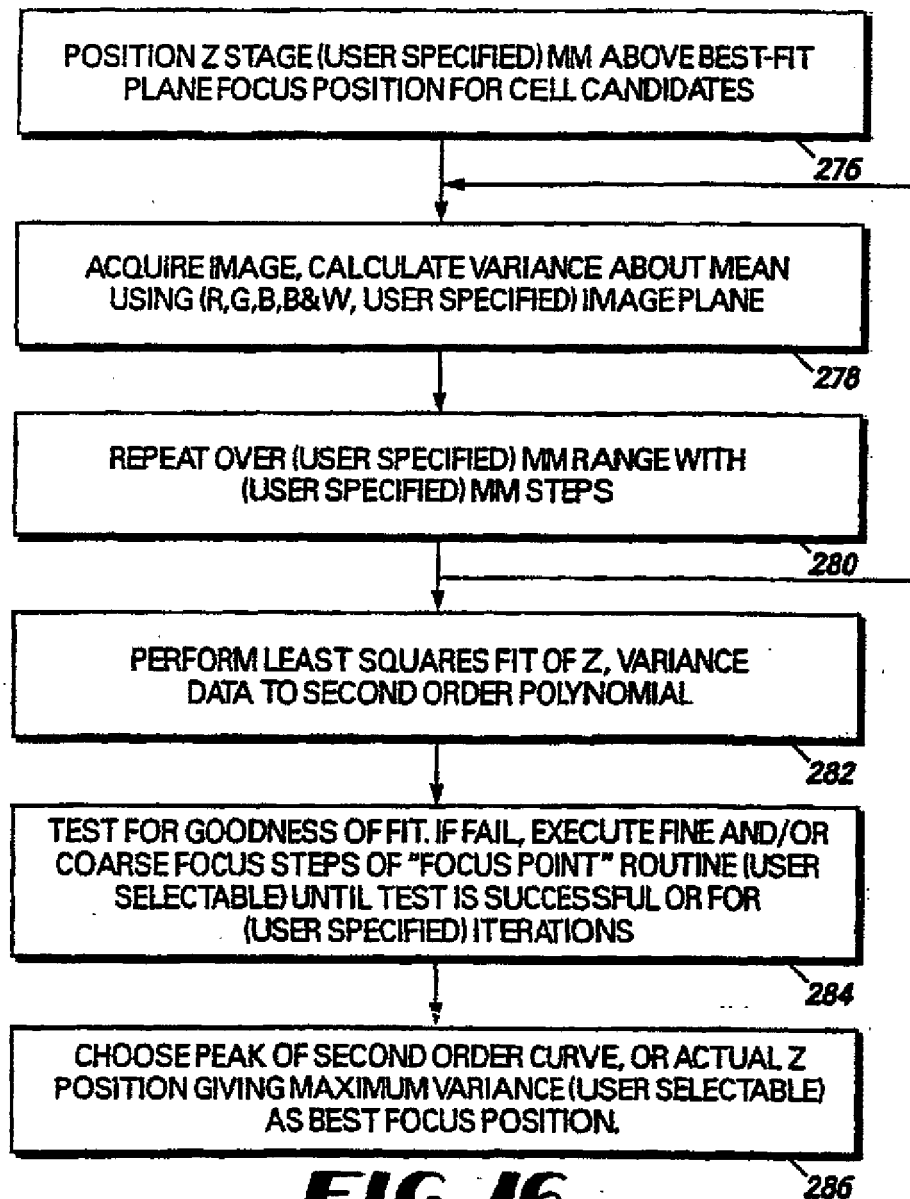 POSITION Z STAGE (USER SPECIFIED) MM ABOVE BEST-FIT
PLANE FOCUS POSITION FOR CELL CANDIDATES
276
ACQUIRE IMAGE, CALCULATE VARIANCE ABOUT MEAN
USING (R,G,B,B&W, USER SPECIFIED) IMAGE PLANE
278
REPEAT OVER (USER SPECIFIED) MM RANGE WITH
(USER SPECIFIED) MM STEPS
280
PERFORM LEAST SQUARES FIT OF Z, VARIANCE
DATA TO SECOND ORDER POLYNOMIAL
282
TEST FOR GOODNESS OF FIT. IF FAIL, EXECUTE FINE AND/OR
COARSE FOCUS STEPS OF "FOCUS POINT" ROUTINE (USER
SELECTABLE) UNTIL TEST IS SUCCESSFUL OR FOR
(USER SPECIFIED) ITERATIONS
284
CHOOSE PEAK OF SECOND ORDER CURVE, OR ACTUAL Z
POSITION GIVING MAXIMUM VARIANCE (USER SELECTABLE)
AS BEST FOCUS POSITION.
286
FIG. 16